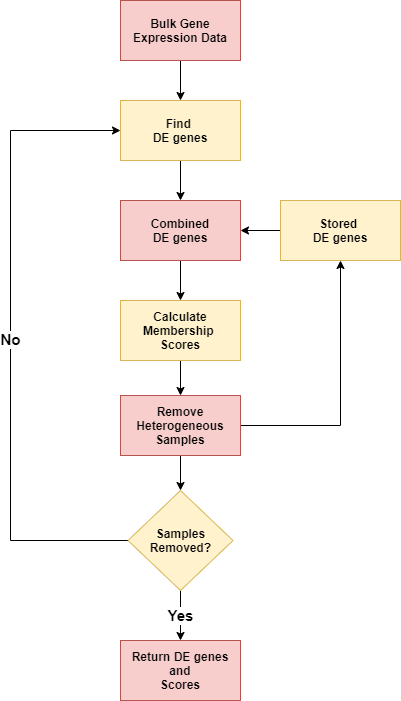 Bulk Gene
Expression Data
Find
DE genes
Combined
DE genes
Stored
DE genes
Calculate
Membership
Scores
No
Remove
Heterogeneous
Samples
Samples
Removed?
Yes
Return DE genes
and
Scores